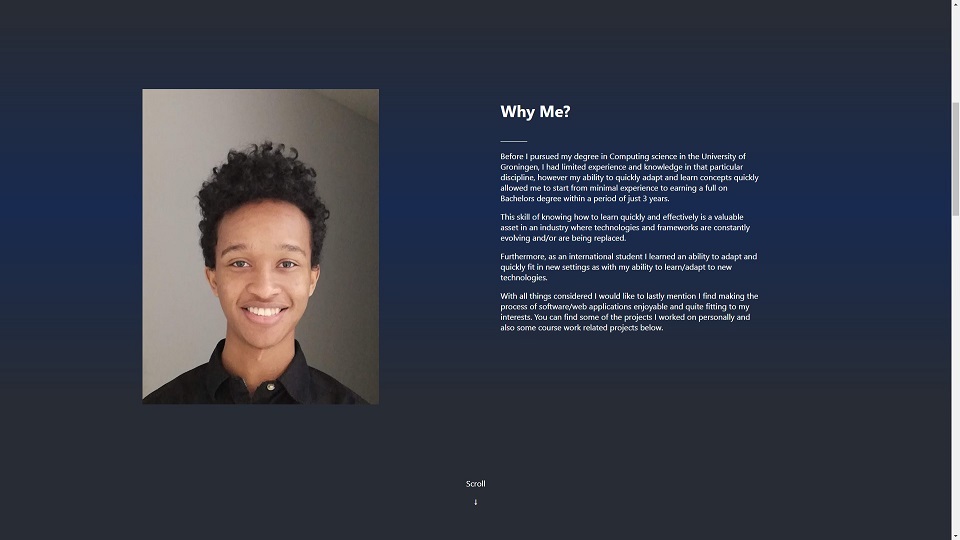 Why Me?
Before I pursued my degree in Computing science in the University of
Groningen, I had limited experience and knowledge in that particular
discipline, however my ability to quickly adapt and learn concepts quickly
allowed me to start from minimal experience to earning a full on
Bachelors degree within a period of just 3 years.
This skill of knowing how to learn quickly and effectively is a valuable
asset in an industry where technologies and frameworks are constantly
evolving and/or are being replaced.
Furthermore, as an international student I learned an ability to adapt and
quickly fit in new settings as with my ability to learn/adapt to new
technologies.
With all things considered I would like to lastly mention I find making the
process of software/web applications enjoyable and quite fitting to my
interests. You can find some of the projects I worked on personally and
also some course work related projects below.
Scroll
↓